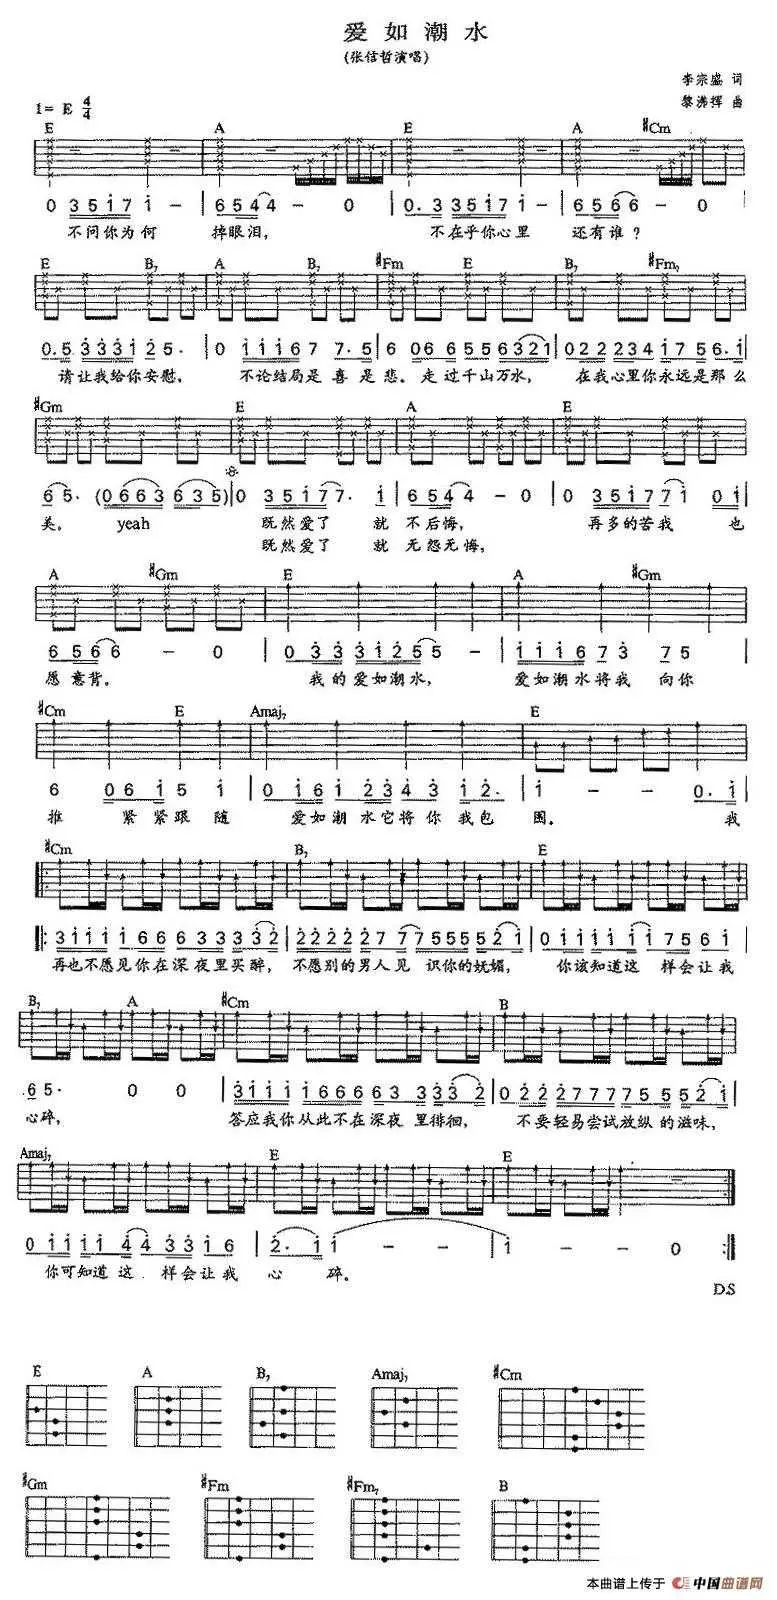 爱如潮水
(张信哲演唱)
李宗盛 词
黎沸挥 曲
1= E 4/4
E A E A #Cm
0 3 5 1 7 1 - | 6 5 4 4 - 0 | 0. 3 3 5 1 7 1 - | 6 5 6 6 - 0
不问你为何 掉眼泪, 不在乎你心里 还有谁?
E B7 A B7 #Fm B7 #Fm7
0. 5 3 3 3 1 2 5. | 0 1 1 1 6 7 7. 5 | 6 0 6 6 5 5 6 3 2 1 | 0 2 2 2 3 4 1 7 5 6. 1
请让我给你安慰, 不论结局是喜是悲。走过千山万水, 在我心里你永远是那么
#Gm E A E
6 5. (0 6 6 3 6 3 5) | 0 3 5 1 7 7. 1 | 6 5 4 4 - 0 | 0 3 5 1 7 7 1 0 1
美。 yeah 既然爱了 就 不后悔, 再多的苦我 也
既然爱了 就 无怨无悔,
A #Gm E A #Gm
6 5 6 6 - 0 | 0 3 3 3 1 2 5 5 - | 1 1 1 6 7 3 7 5
愿意背。 我的爱如潮水, 爱如潮水将我 向你
#Cm E Amaj7 E
6 0 6 1 5 1 | 0 1 6 1 2 3 4 3 1 2. | 1 - - 0. 1
推 紧紧跟随 爱如潮水它将你我包 围。 我
#Cm B7 E
3 1 1 1 1 6 6 6 3 3 3 3 2 | 2 2 2 2 2 7 7 7 5 5 5 5 2 1 | 0 1 1 1 1 1 7 5 6 1
再也不愿见你在深夜里买醉, 不愿别的男人见 识你的妩媚, 你该知道这 样会让我
B7 A #Cm B
6 5. 0 0 | 3 1 1 1 1 6 6 6 3 3 3 3 2 | 0 2 2 2 7 7 7 7 5 5 5 2 1
心碎, 答应我你从此不在深夜 里徘徊, 不要轻易尝试放纵的滋味,
Amaj7 E E
0 1 1 1 1 4 4 3 3 1 6 | 2. 1 1 - - | 1 - - 0
你可知道这 样会让我 心 碎。
D.S
E A B7 Amaj7 #Cm
#Gm #Fm #Fm7 B
本曲谱上传于 中国曲谱网